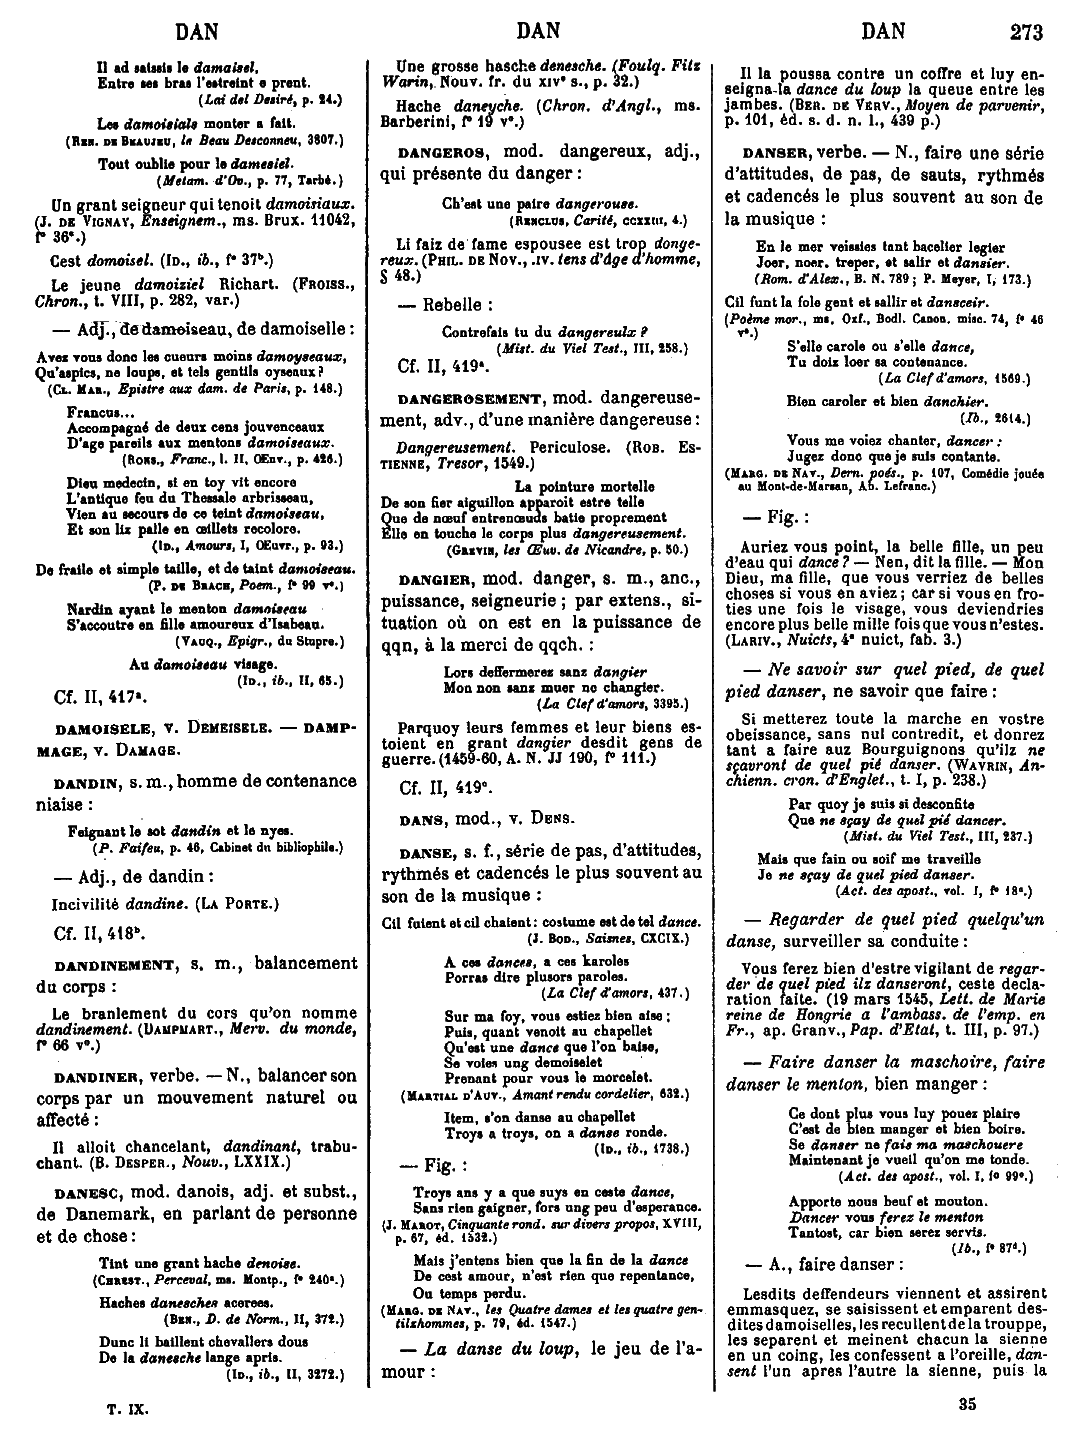 DAN
DAN
DAN
273
Il ad saissis le damaisel,
Entre ses bras l'estreint e prent.
(Lai del Desiré, p. 24.)
Les damoisials monter a fait.
(Ren. de Beaujeu, le Beau Desconneu, 3807.)
Tout oublie pour le damesiel.
(Metam. d'Ov., p. 77, Tarbé.)
Un grant seigneur qui tenoit damoisiaux.
(J. de Vignay, Enseignem., ms. Brux. 11042,
f° 36ᵃ.)
Cest domoisel. (Id., ib., f° 37ᵇ.)
Le jeune damoiziel Richart. (Froiss.,
Chron., t. VIII, p. 282, var.)
— Adj., de damoiseau, de damoiselle :
Avez vous donc les cueurs moins damoyseaux,
Qu'aspics, ne loups, et tels gentils oyseaux?
(Cl. Mar., Epistre aux dam. de Paris, p. 148.)
Francus...
Accompagné de deux cens jouvenceaux
D'age pareils aux mentons damoiseaux.
(Rons., Franc., l. II, Œuv., p. 426.)
Dieu medecin, si en toy vit encore
L'antique feu du Thessale arbrisseau,
Vien au secours de ce teint damoiseau,
Et son lix palle en œillets recolore.
(Id., Amours, I, Œuvr., p. 93.)
De fraile et simple taille, et de taint damoiseau.
(P. de Brach, Poem., f° 99 v°.)
Nardin ayant le menton damoiseau
S'accoutre en fille amoureux d'Isabeau.
(Vauq., Epigr., du Stupre.)
Au damoiseau visage.
(Id., ib., II, 65.)
Cf. II, 417ᵃ.
DAMOISELE, v. Demeisele. — DAMP-
MAGE, v. Damage.
DANDIN, s. m., homme de contenance
niaise :
Feignant le sot dandin et le nyes.
(P. Faifeu, p. 46, Cabinet du bibliophile.)
— Adj., de dandin :
Incivilité dandine. (La Porte.)
Cf. II, 418ᵇ.
DANDINEMENT, s. m., balancement
du corps :
Le branlement du cors qu'on nomme
dandinement. (Dampmart., Merv. du monde,
f° 66 v°.)
DANDINER, verbe. — N., balancer son
corps par un mouvement naturel ou
affecté :
Il alloit chancelant, dandinant, trabu-
chant. (B. Desper., Nouv., LXXIX.)
DANESC, mod. danois, adj. et subst.,
de Danemark, en parlant de personne
et de chose :
Tint une grant hache denoise.
(Chrest., Perceval, ms. Montp., f° 240ᵃ.)
Haches danesches acerees.
(Ben., D. de Norm., II, 372.)
Dunc li baillent chevallers dous
De la danesche lange apris.
(Id., ib., II, 3272.)
T. IX.
Une grosse hasche denesche. (Foulq. Fitz
Warin, Nouv. fr. du xivᵉ s., p. 32.)
Hache daneyche. (Chron. d'Angl., ms.
Barberini, f° 19 v°.)
DANGEROS, mod. dangereux, adj.,
qui présente du danger :
Ch'est une paire dangerouse.
(Renclus, Carité, ccxxiii, 4.)
Li faiz de fame espousee est trop donge-
reux. (Phil. de Nov., .iv. tens d'âge d'homme,
§ 48.)
— Rebelle :
Contrefais tu du dangereulx ?
(Mist. du Viel Test., III, 258.)
Cf. II, 419ᵃ.
DANGEROSEMENT, mod. dangereuse-
ment, adv., d'une manière dangereuse :
Dangereusement. Periculose. (Rob. Es-
tienne, Tresor, 1549.)
La pointure mortelle
De son fier aiguillon apparoit estre telle
Que de nœuf entrenœuds batie proprement
Elle en touche le corps plus dangereusement.
(Grevin, les Œuv. de Nicandre, p. 50.)
DANGIER, mod. danger, s. m., anc.,
puissance, seigneurie ; par extens., si-
tuation où on est en la puissance de
qqn, à la merci de qqch. :
Lors deffermerez sanz dangier
Mon non sanz muer ne changier.
(La Clef d'amors, 3395.)
Parquoy leurs femmes et leur biens es-
toient en grant dangier desdit gens de
guerre. (1459-60, A. N. JJ 190, f° 111.)
Cf. II, 419ᵉ.
DANS, mod., v. Dens.
DANSE, s. f., série de pas, d'attitudes,
rythmés et cadencés le plus souvent au
son de la musique :
Cil fuient et cil chaient : costume est de tel dance.
(J. Bod., Saisnes, CXCIX.)
A ces dances, a ces karoles
Porras dire plusors paroles.
(La Clef d'amors, 437.)
Sur ma foy, vous estiez bien aise ;
Puis, quant venoit au chapellet
Qu'est une dance que l'on baise,
Se voiez ung demoiselet
Prenant pour vous le morcelet.
(Martial d'Auv., Amant rendu cordelier, 632.)
Item, s'on danse au chapellet
Troys a troys, on a danse ronde.
(Id., ib., 1738.)
— Fig. :
Troys ans y a que suys en ceste dance,
Sans rien gaigner, fors ung peu d'esperance.
(J. Marot, Cinquante rond. sur divers propos, XVIII,
p. 67, éd. 1532.)
Mais j'entens bien que la fin de la dance
De cest amour, n'est rien que repentance,
Ou temps perdu.
(Marg. de Nav., les Quatre dames et les quatre gen-
tilzhommes, p. 79, éd. 1547.)
— La danse du loup, le jeu de l'a-
mour :
Il la poussa contre un coffre et luy en-
seigna la dance du loup la queue entre les
jambes. (Ber. de Verv., Moyen de parvenir,
p. 101, éd. s. d. n. l., 439 p.)
DANSER, verbe. — N., faire une série
d'attitudes, de pas, de sauts, rythmés
et cadencés le plus souvent au son de
la musique :
En le mer veissies tant bacelier legier
Joer, noer, treper, et salir et dansier.
(Rom. d'Alex., B. N. 789 ; P. Meyer, I, 173.)
Cil funt la fole gent et sallir et danceir.
(Poème mor., ms. Oxf., Bodl. Canon. misc. 74, f° 46
v°.)
S'elle carole ou s'elle dance,
Tu doiz loer sa contenance.
(La Clef d'amors, 1569.)
Bien caroler et bien danchier.
(Ib., 2614.)
Vous me voiez chanter, dancer :
Jugez donc que je suis contante.
(Marg. de Nav., Dern. poés., p. 107, Comédie jouée
au Mont-de-Marsan, Ab. Lefranc.)
— Fig. :
Auriez vous point, la belle fille, un peu
d'eau qui dance ? — Nen, dit la fille. — Mon
Dieu, ma fille, que vous verriez de belles
choses si vous en aviez ; car si vous en fro-
ties une fois le visage, vous deviendries
encore plus belle mille fois que vous n'estes.
(Lariv., Nuicts, 4ᵉ nuict, fab. 3.)
— Ne savoir sur quel pied, de quel
pied danser, ne savoir que faire :
Si metterez toute la marche en vostre
obeissance, sans nul contredit, et donrez
tant a faire auz Bourguignons qu'ilz ne
sçavront de quel pié danser. (Wavrin, An-
chienn. cron. d'Englet., t. I, p. 238.)
Par quoy je suis si desconfite
Que ne sçay de quel pié dancer.
(Mist. du Viel Test., III, 237.)
Mais que fain ou soif me traveille
Je ne sçay de quel pied danser.
(Act. des apost., vol. I, f° 18ᵃ.)
— Regarder de quel pied quelqu'un
danse, surveiller sa conduite :
Vous ferez bien d'estre vigilant de regar-
der de quel pied ilz danseront, ceste decla-
ration faite. (19 mars 1545, Lett. de Marie
reine de Hongrie a l'ambass. de l'emp. en
Fr., ap. Granv., Pap. d'Etat, t. III, p. 97.)
— Faire danser la maschoire, faire
danser le menton, bien manger :
Ce dont plus vous luy pouez plaire
C'est de bien manger et bien boire.
Se danser ne fais ma maschouere
Maintenant je vueil qu'on me tonde.
(Act. des apost., vol. I, f° 99ᵃ.)
Apporte nous beuf et mouton.
Dancer vous ferez le menton
Tantost, car bien serez servis.
(Ib., f° 87ᵈ.)
— A., faire danser :
Lesdits deffendeurs viennent et assirent
emmasquez, se saisissent et emparent des-
dites damoiselles, les recullent de la trouppe,
les separent et meinent chacun la sienne
en un coing, les confessent a l'oreille, dan-
sent l'un apres l'autre la sienne, puis la
35